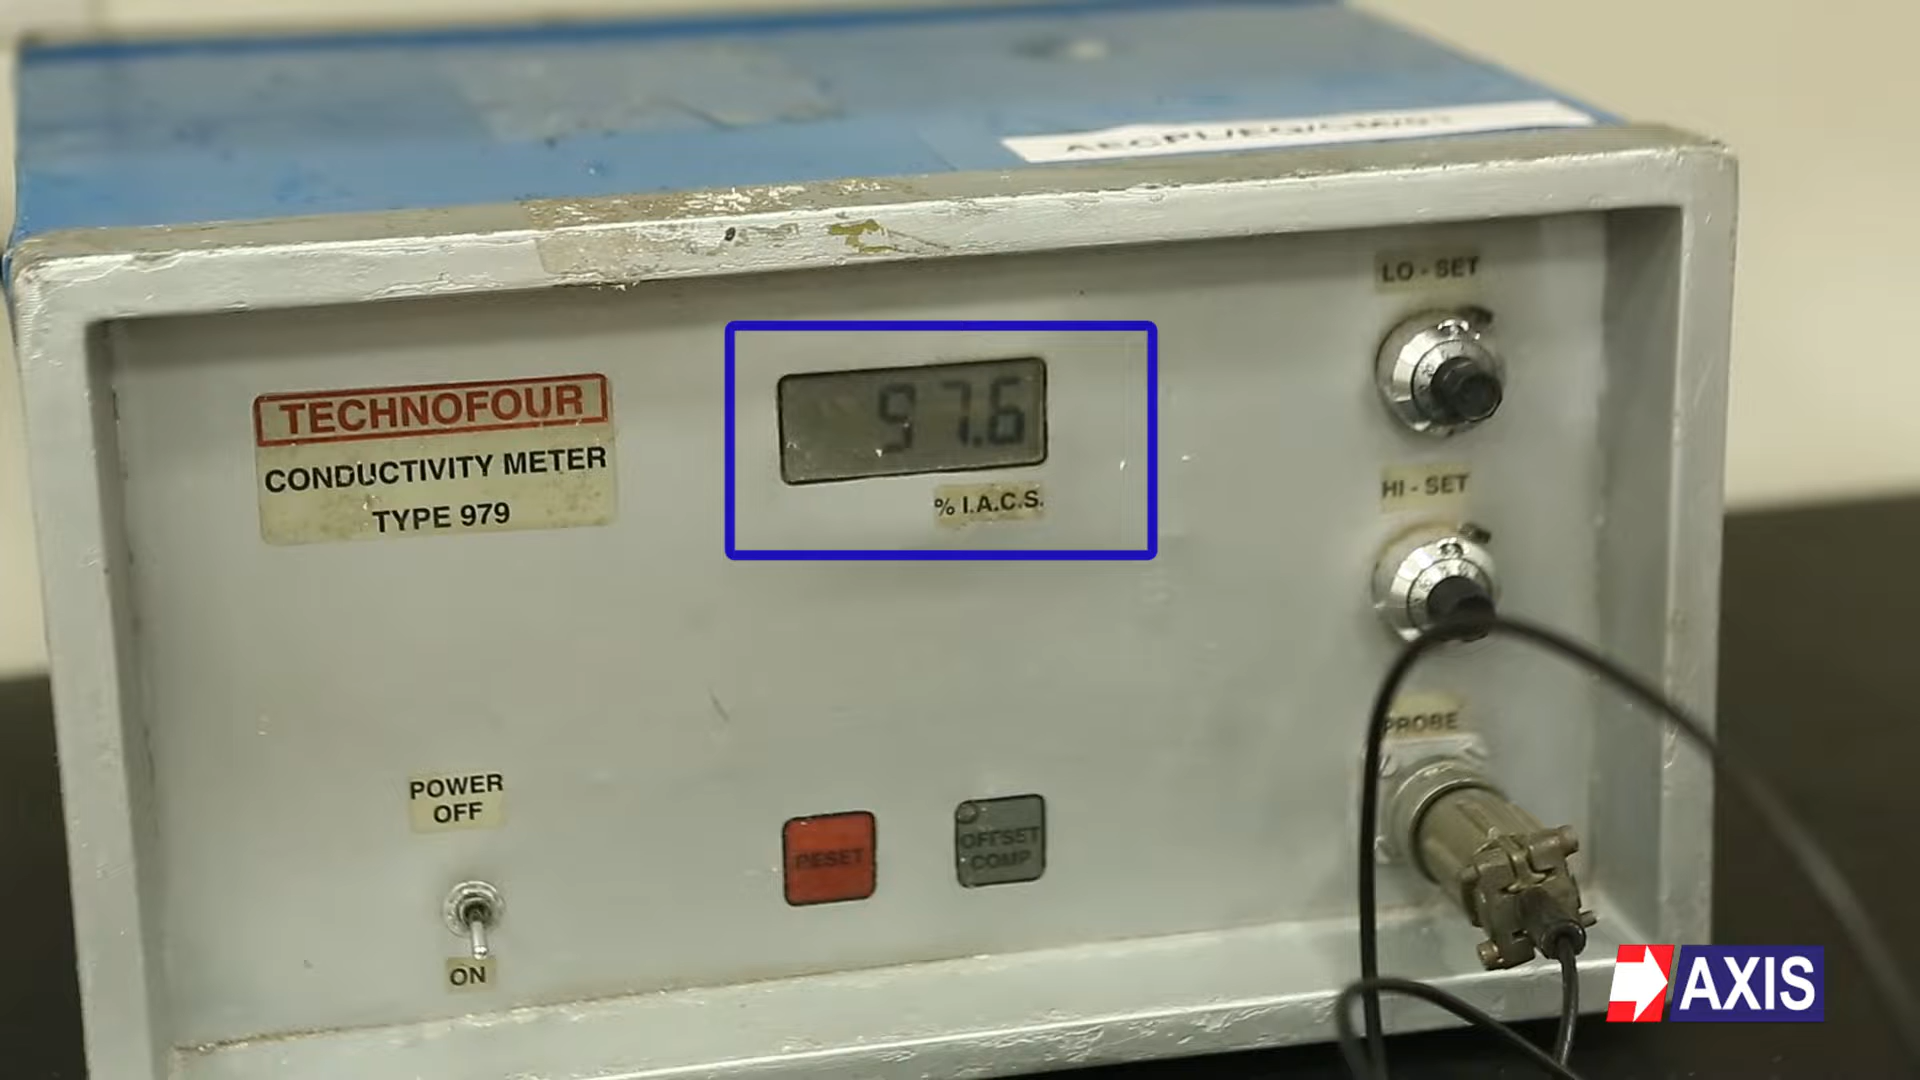 LO - SET
TECHNOFOUR
CONDUCTIVITY METER
TYPE 979
97.6
% I.A.C.S.
HI - SET
PROBE
POWER
OFF
RESET
OFFSET
COMP
ON
AXIS